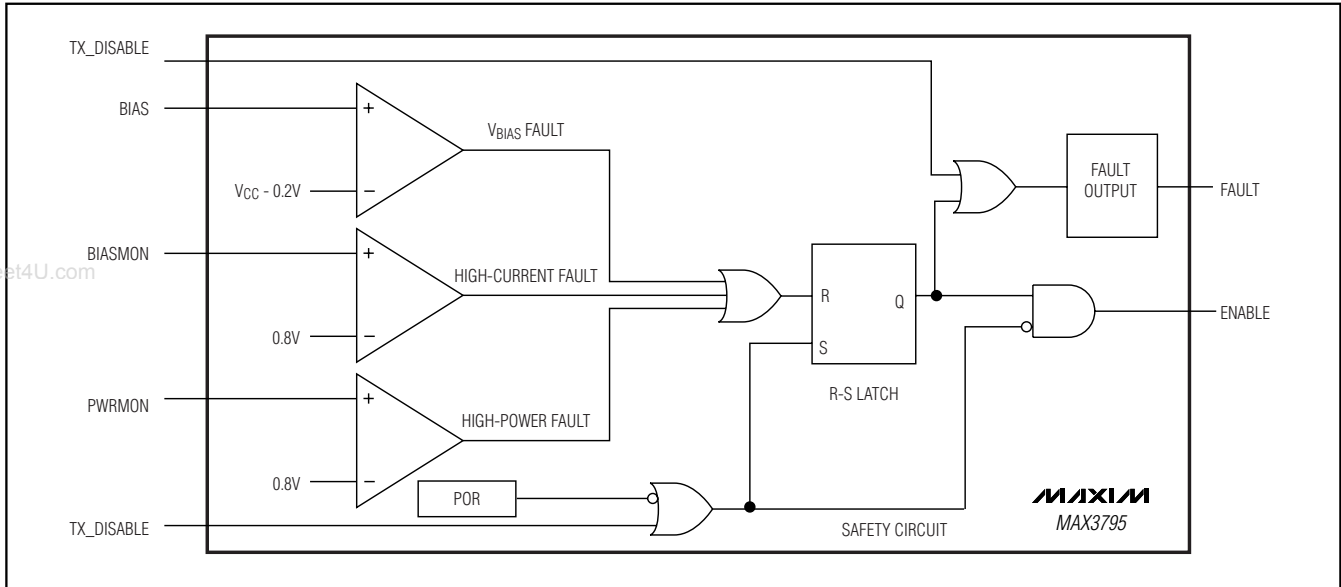 TX_DISABLE
BIAS
+
VBIAS FAULT
VCC - 0.2V
−
FAULT OUTPUT
FAULT
BIASMON
+
et4U.com
HIGH-CURRENT FAULT
R
Q
0.8V
−
S
ENABLE
R-S LATCH
PWRMON
+
HIGH-POWER FAULT
0.8V
−
POR
TX_DISABLE
SAFETY CIRCUIT
MAXIM
MAX3795